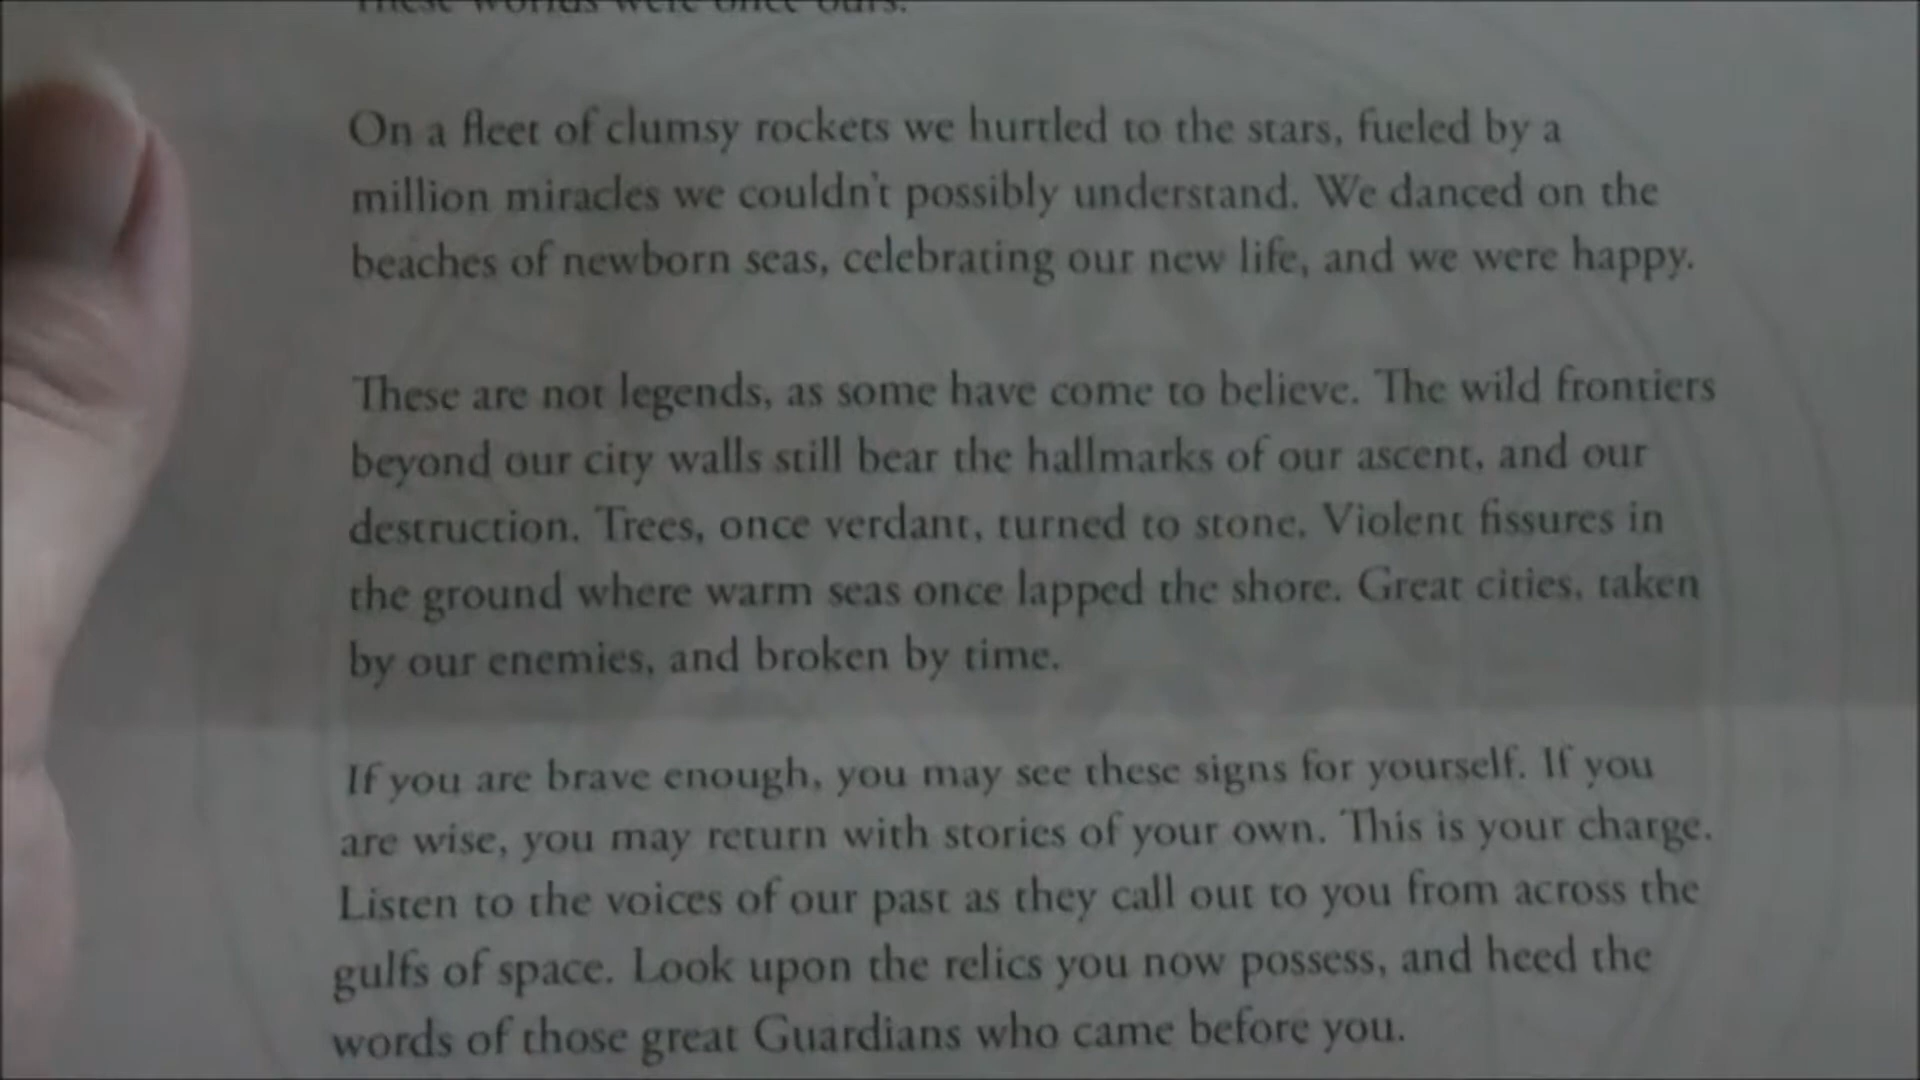 These worlds were once ours.
On a fleet of clumsy rockets we hurtled to the stars, fueled by a
million miracles we couldn't possibly understand. We danced on the
beaches of newborn seas, celebrating our new life, and we were happy.
These are not legends, as some have come to believe. The wild frontiers
beyond our city walls still bear the hallmarks of our ascent, and our
destruction. Trees, once verdant, turned to stone. Violent fissures in
the ground where warm seas once lapped the shore. Great cities, taken
by our enemies, and broken by time.
If you are brave enough, you may see these signs for yourself. If you
are wise, you may return with stories of your own. This is your charge.
Listen to the voices of our past as they call out to you from across the
gulfs of space. Look upon the relics you now possess, and heed the
words of those great Guardians who came before you.